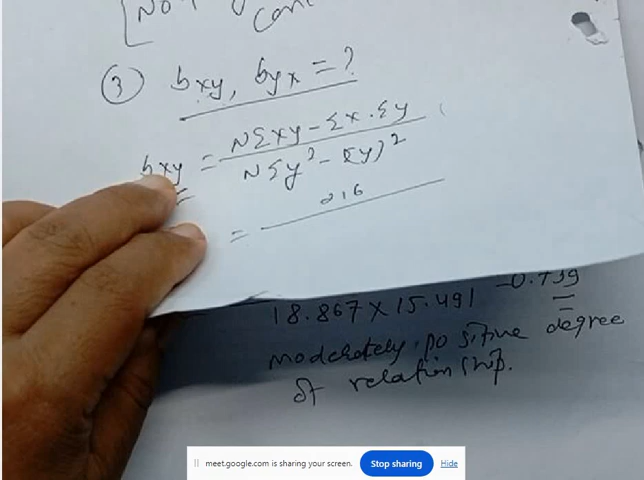 [NO
③ bxy, byx = ?
bxy = NΣxy - Σx · Σy / NΣy² - (Σy)²
= 216
18.867 × 15.491 = 0.739
moderately positive degree
of relationship.
meet.google.com is sharing your screen. Stop sharing Hide